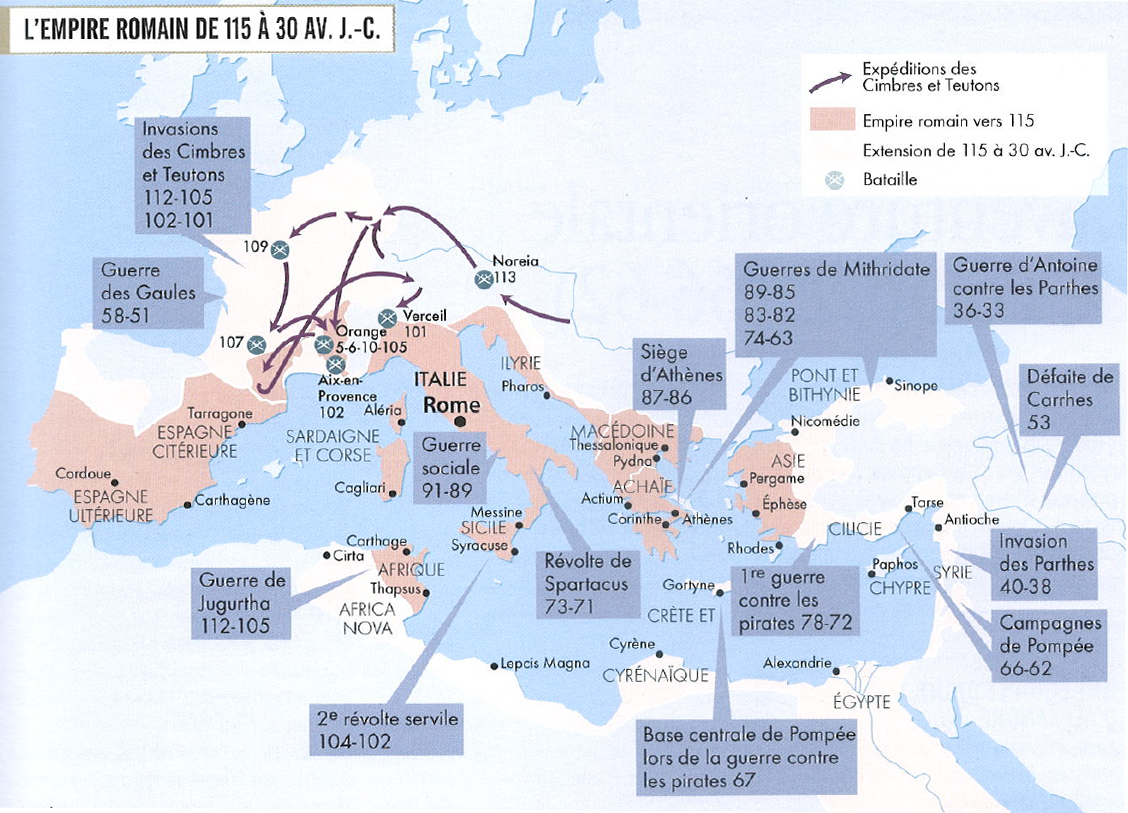 L'EMPIRE ROMAIN DE 115 À 30 AV. J.-C.
Expéditions des
Cimbres et Teutons
Empire romain vers 115
Extension de 115 à 30 av. J.-C.
Bataille
Invasions
des Cimbres
et Teutons
112-105
102-101
Guerre
des Gaules
58-51
109
107
Noreia
113
Verceil
101
Orange
5-6-10-105
Aix-en-
Provence
102
Guerres de Mithridate
89-85
83-82
74-63
Guerre d'Antoine
contre les Parthes
36-33
Siège
d'Athènes
87-86
Défaite de
Carrhes
53
ILYRIE
Pharos
ITALIE
Rome
Aléria
SARDAIGNE
ET CORSE
Cagliari
Tarragone
ESPAGNE
CITÉRIEURE
Cordoue
ESPAGNE
ULTÉRIEURE
Carthagène
Guerre
sociale
91-89
MACÉDOINE
Thessalonique
Pydna
ACHAÏE
Actium
Corinthe
Athènes
PONT ET
BITHYNIE
Sinope
Nicomédie
ASIE
Pergame
Éphèse
Rhodes
CILICIE
Tarse
Antioche
Paphos
CHYPRE
SYRIE
Messine
SICILE
Syracuse
Carthage
Cirta
AFRIQUE
Thapsus
AFRICA
NOVA
Guerre de
Jugurtha
112-105
Révolte de
Spartacus
73-71
Gortyne
CRÈTE ET
1re guerre
contre les
pirates 78-72
Invasion
des Parthes
40-38
Campagnes
de Pompée
66-62
Cyrène
CYRÉNAÏQUE
Lepcis Magna
Alexandrie
ÉGYPTE
2e révolte servile
104-102
Base centrale de Pompée
lors de la guerre contre
les pirates 67